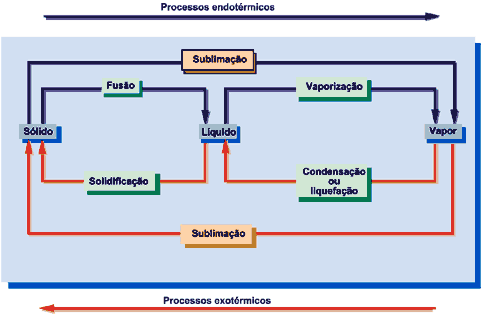 Processos endotérmicos
Sublimação
Fusão
Vaporização
Sólido
Líquido
Vapor
Solidificação
Condensação
ou
liquefação
Sublimação
Processos exotérmicos